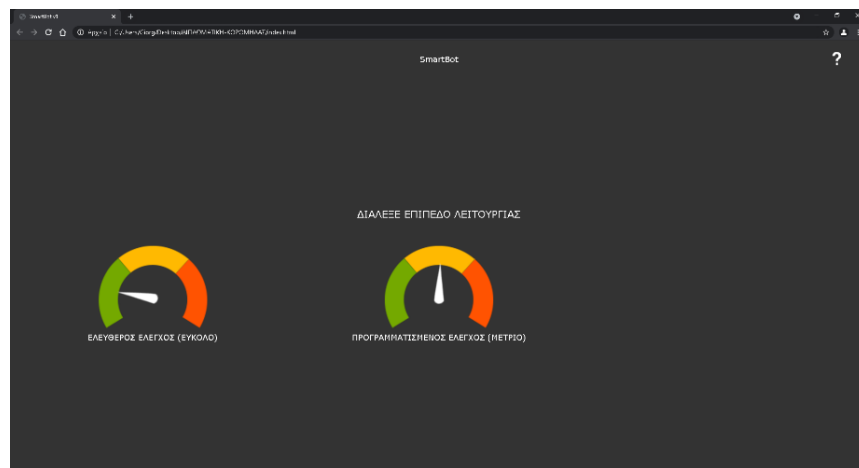 SmartBot
?
ΔΙΑΛΕΞΕ ΕΠΙΠΕΔΟ ΛΕΙΤΟΥΡΓΙΑΣ
ΕΛΕΥΘΕΡΟΣ ΕΛΕΓΧΟΣ (ΕΥΚΟΛΟ)
ΠΡΟΓΡΑΜΜΑΤΙΣΜΕΝΟΣ ΕΛΕΓΧΟΣ (ΜΕΤΡΙΟ)